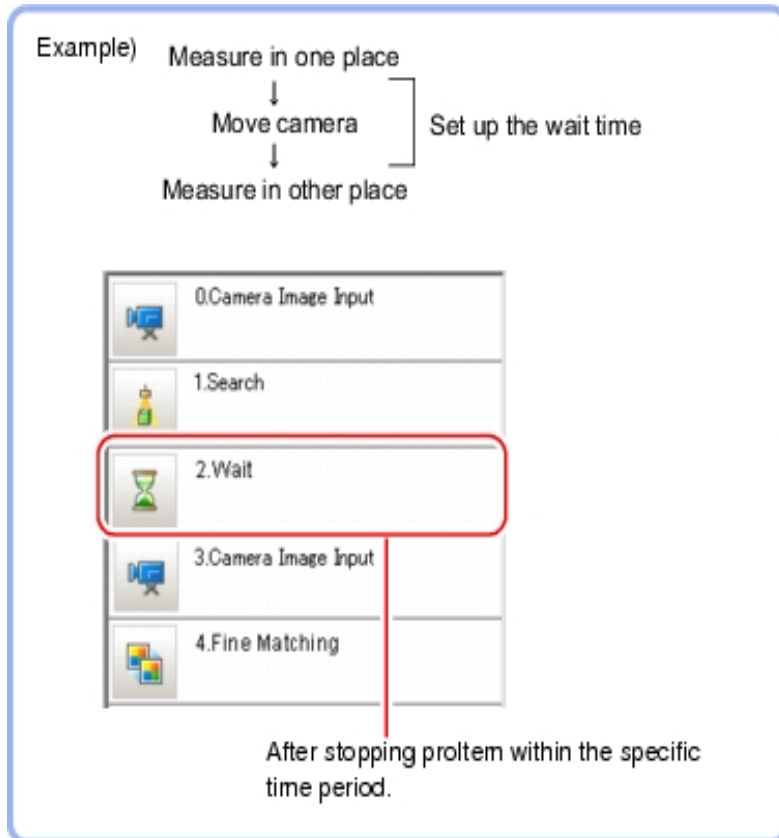 Example)
Measure in one place
↓
Move camera
Set up the wait time
↓
Measure in other place
0.Camera Image Input
1.Search
2.Wait
3.Camera Image Input
4.Fine Matching
After stopping proltem within the specific
time period.